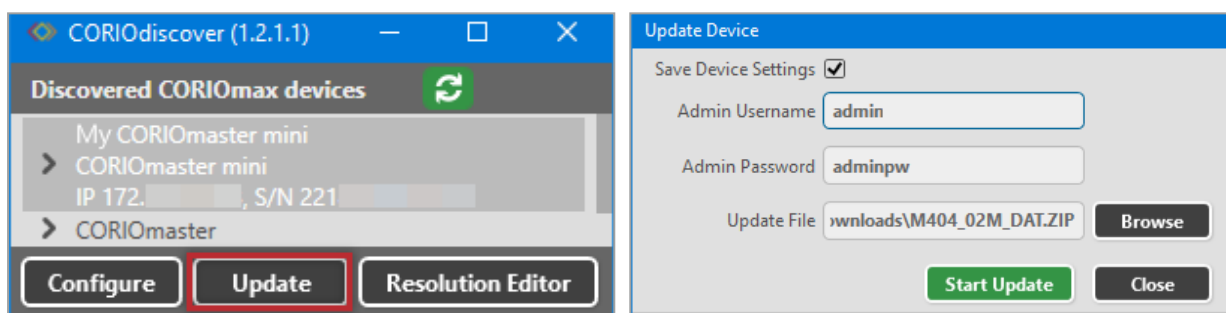 CORIOdiscover (1.2.1.1)
Discovered CORIOmax devices
My CORIOmaster mini
CORIOmaster mini
IP 172. , S/N 221
CORIOmaster
Configure
Update
Resolution Editor
Update Device
Save Device Settings
Admin Username
admin
Admin Password
adminpw
Update File
ownloads\M404_02M_DAT.ZIP
Browse
Start Update
Close